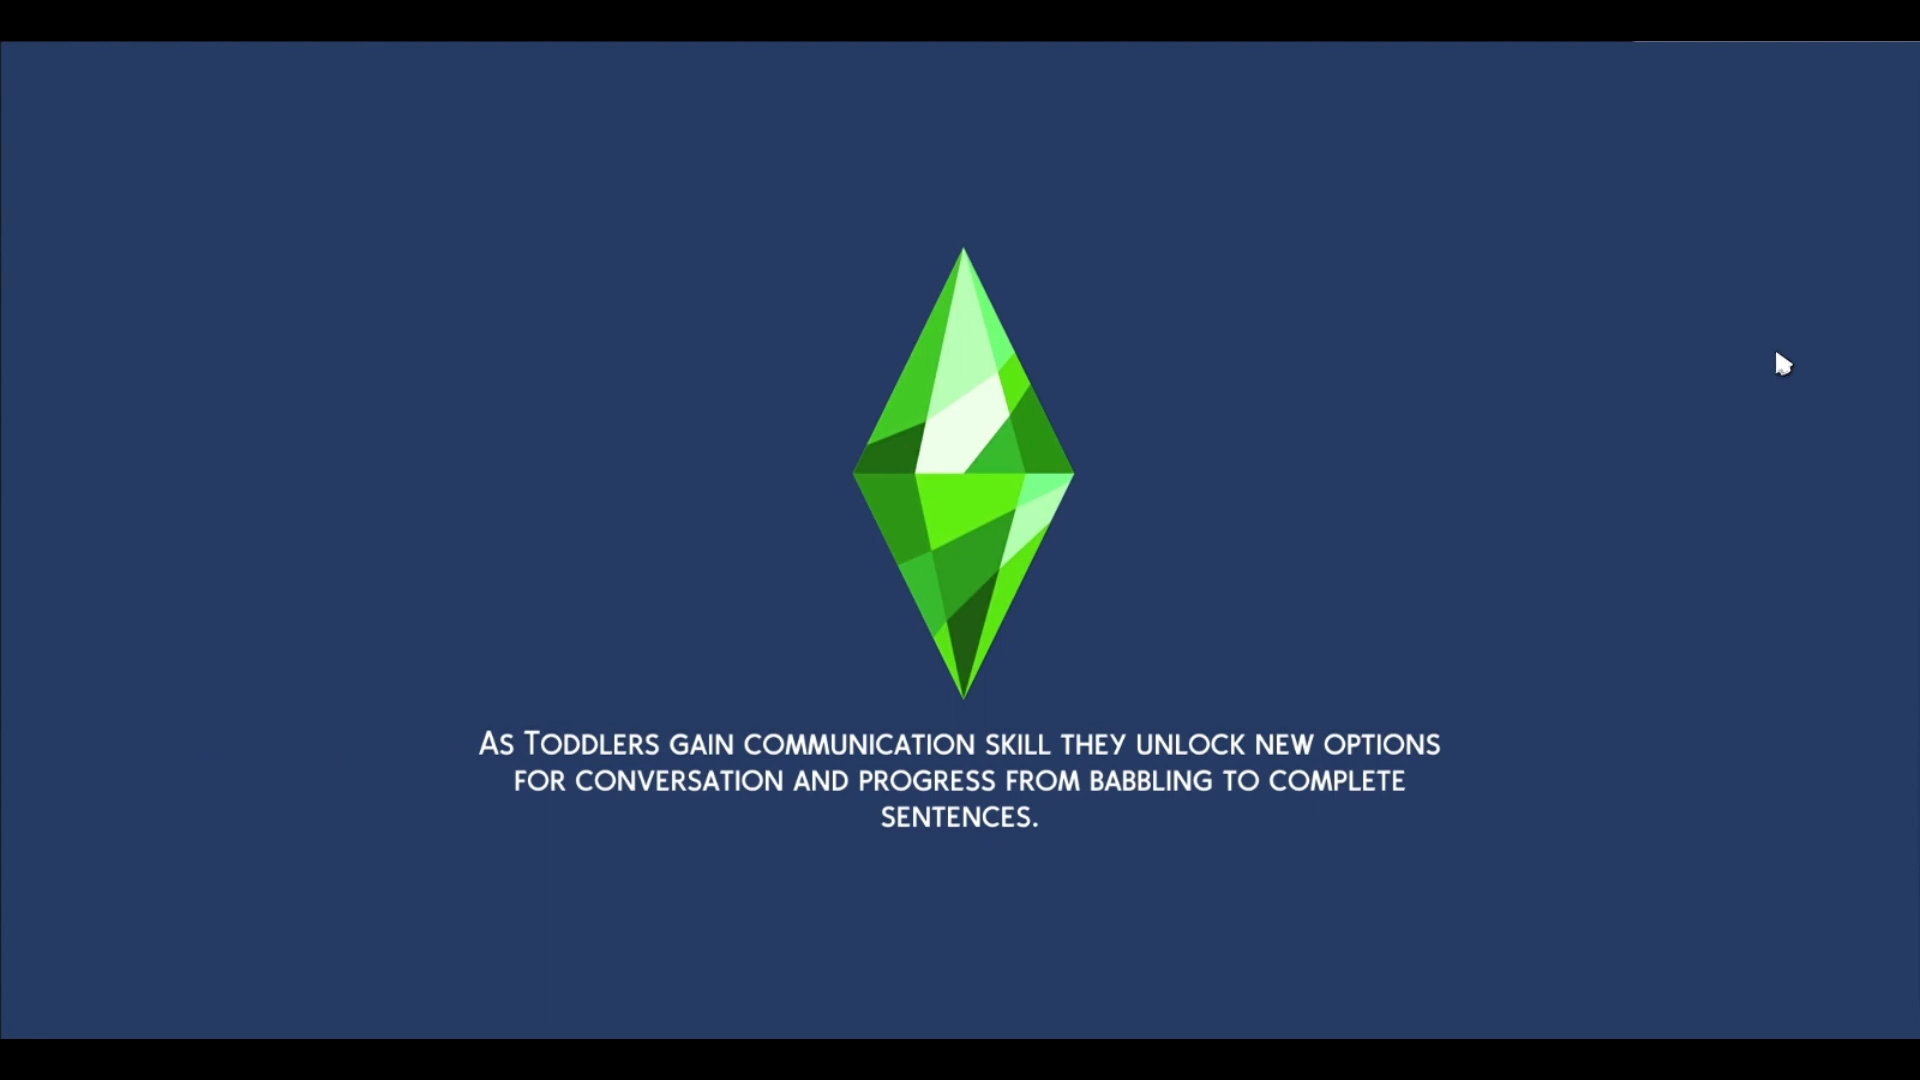 As Toddlers gain communication skill they unlock new options
for conversation and progress from babbling to complete
sentences.